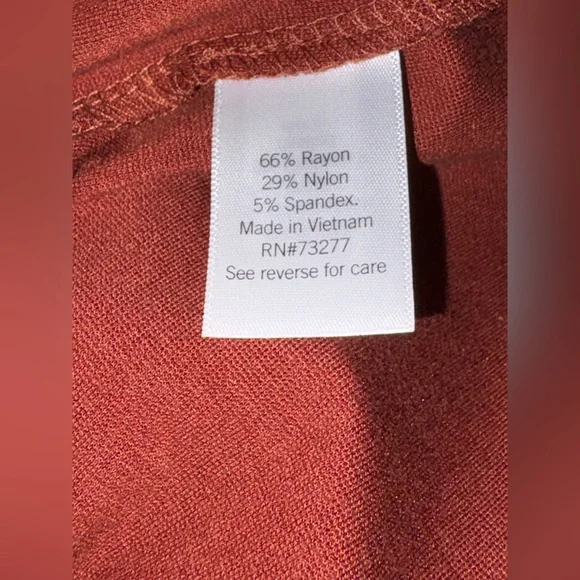 66% Rayon
29% Nylon
5% Spandex.
Made in Vietnam
RN#73277
See reverse for care